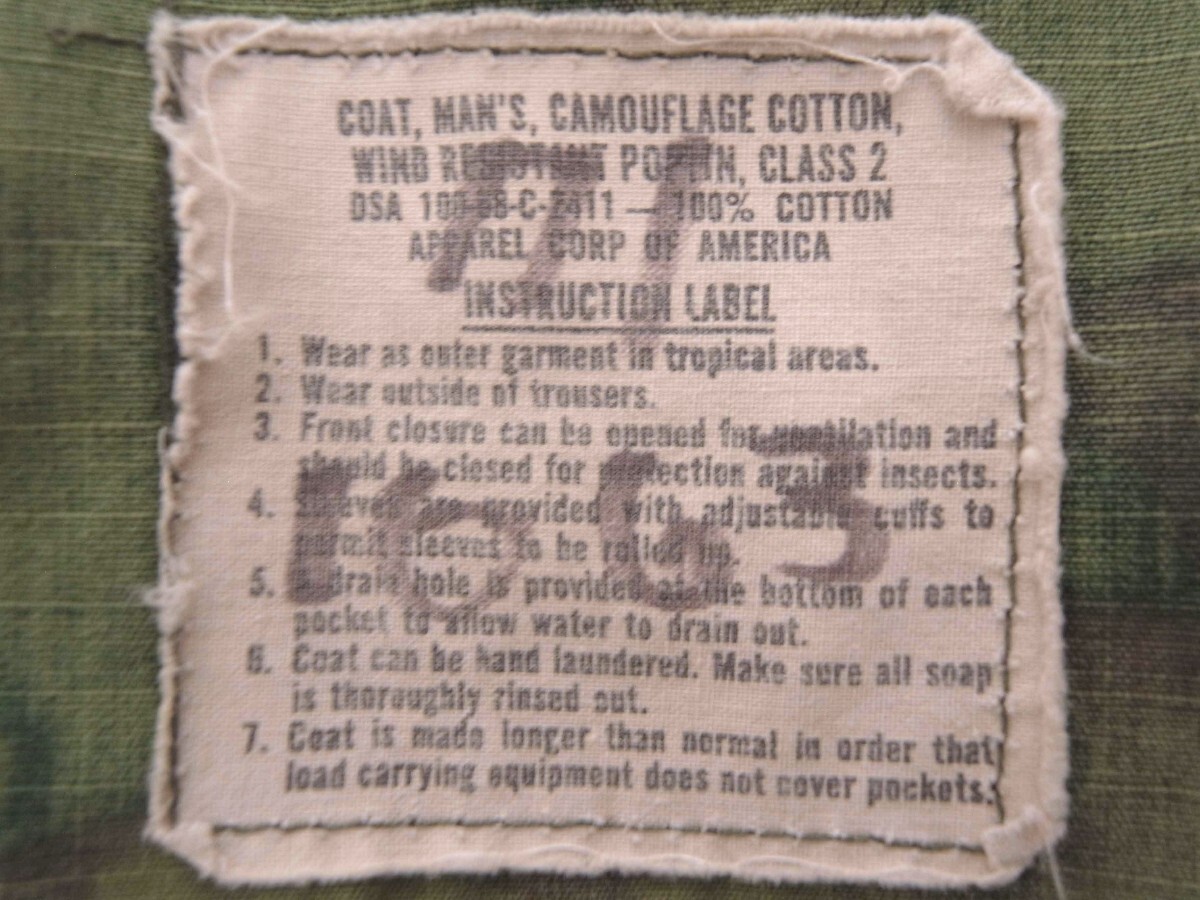 COAT, MAN'S, CAMOUFLAGE COTTON,
WIND RESISTANT POPLIN, CLASS 2
DSA 100- -C- — 100% COTTON
APPAREL CORP OF AMERICA
INSTRUCTION LABEL
1. Wear as outer garment in tropical areas.
2. Wear outside of trousers.
3. Front closure can be opened for ventilation and
should be closed for protection against insects.
4. Sleeves are provided with adjustable cuffs to
permit sleeves to be rolled up.
5. A drain hole is provided at the bottom of each
pocket to allow water to drain out.
6. Coat can be hand laundered. Make sure all soap
is thoroughly rinsed out.
7. Coat is made longer than normal in order that
load carrying equipment does not cover pockets.